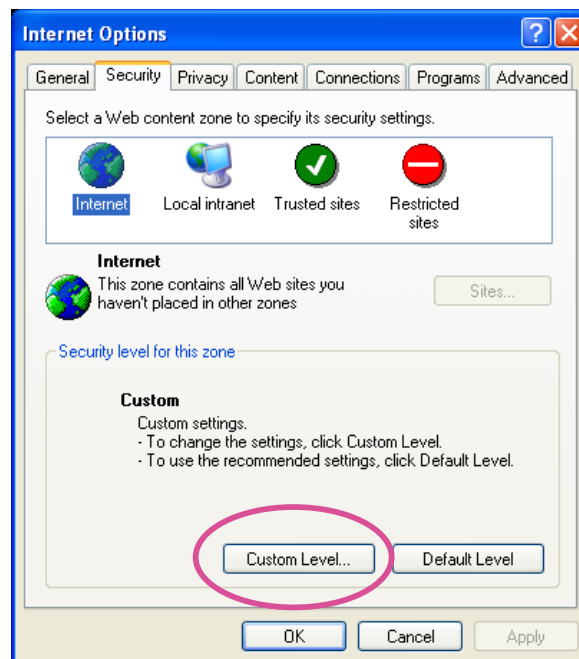 Internet Options
General Security Privacy Content Connections Programs Advanced
Select a Web content zone to specify its security settings.
Internet Local intranet Trusted sites Restricted sites
Internet
This zone contains all Web sites you
haven't placed in other zones
Sites...
Security level for this zone
Custom
Custom settings.
- To change the settings, click Custom Level.
- To use the recommended settings, click Default Level.
Custom Level... Default Level
OK Cancel Apply